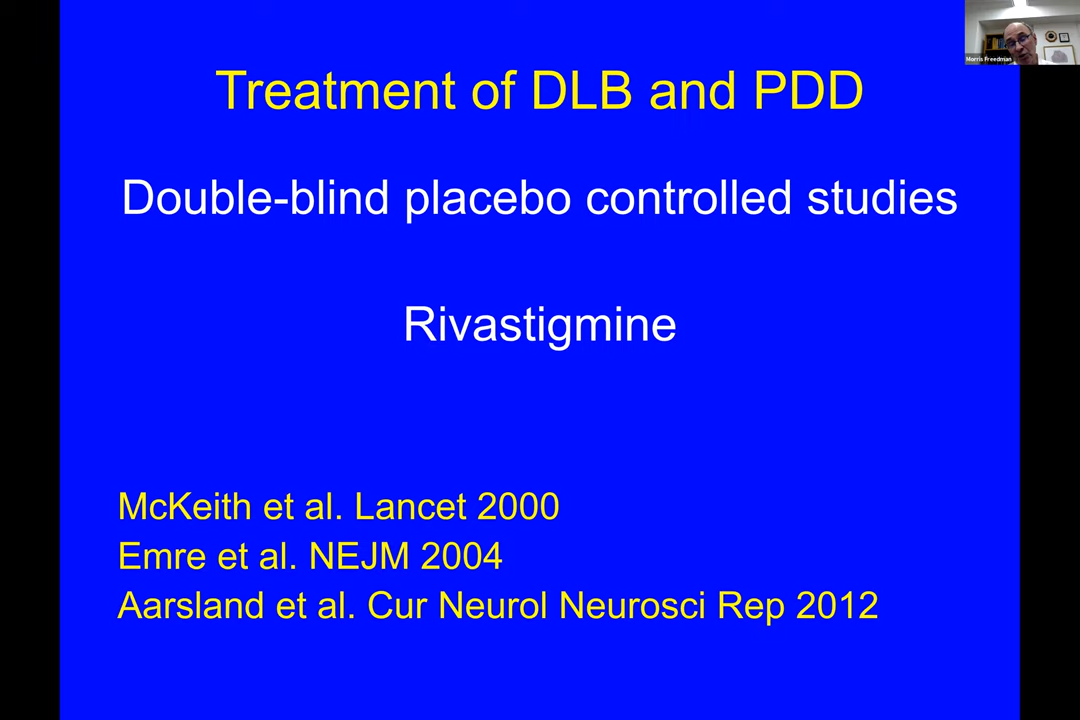 Morris Freedman
Treatment of DLB and PDD
Double-blind placebo controlled studies
Rivastigmine
McKeith et al. Lancet 2000
Emre et al. NEJM 2004
Aarsland et al. Cur Neurol Neurosci Rep 2012